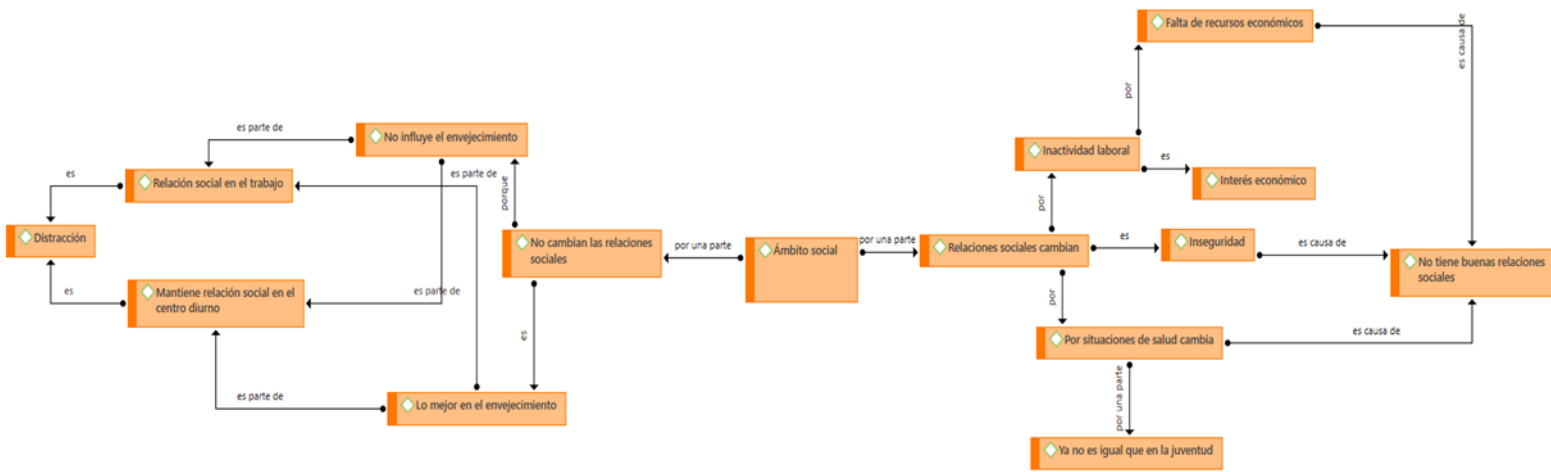 Falta de recursos económicos
es causa de
por
es parte de
No influye el envejecimiento
Inactividad laboral
es
es
Relación social en el trabajo
es parte de
Interés económico
porque
por
Distracción
No cambian las relaciones
sociales
por una parte
Ámbito social
por una parte
Relaciones sociales cambian
es
Inseguridad
es causa de
No tiene buenas relaciones
sociales
es
Mantiene relación social en el
centro diurno
es parte de
por
es
Por situaciones de salud cambia
es causa de
es parte de
Lo mejor en el envejecimiento
por una parte
Ya no es igual que en la juventud